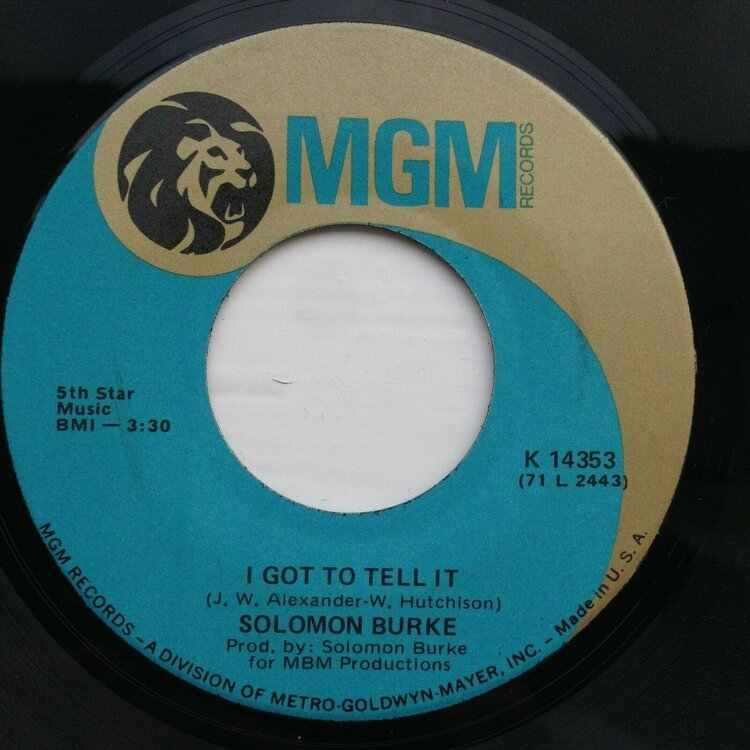 MGM
RECORDS
5th Star
Music
BMI — 3:30
K 14353
(71 L 2443)
I GOT TO TELL IT
(J. W. Alexander-W. Hutchison)
SOLOMON BURKE
Prod. by: Solomon Burke
for MBM Productions
MGM RECORDS – A DIVISION OF METRO-GOLDWYN-MAYER, INC. – Made in U. S. A.